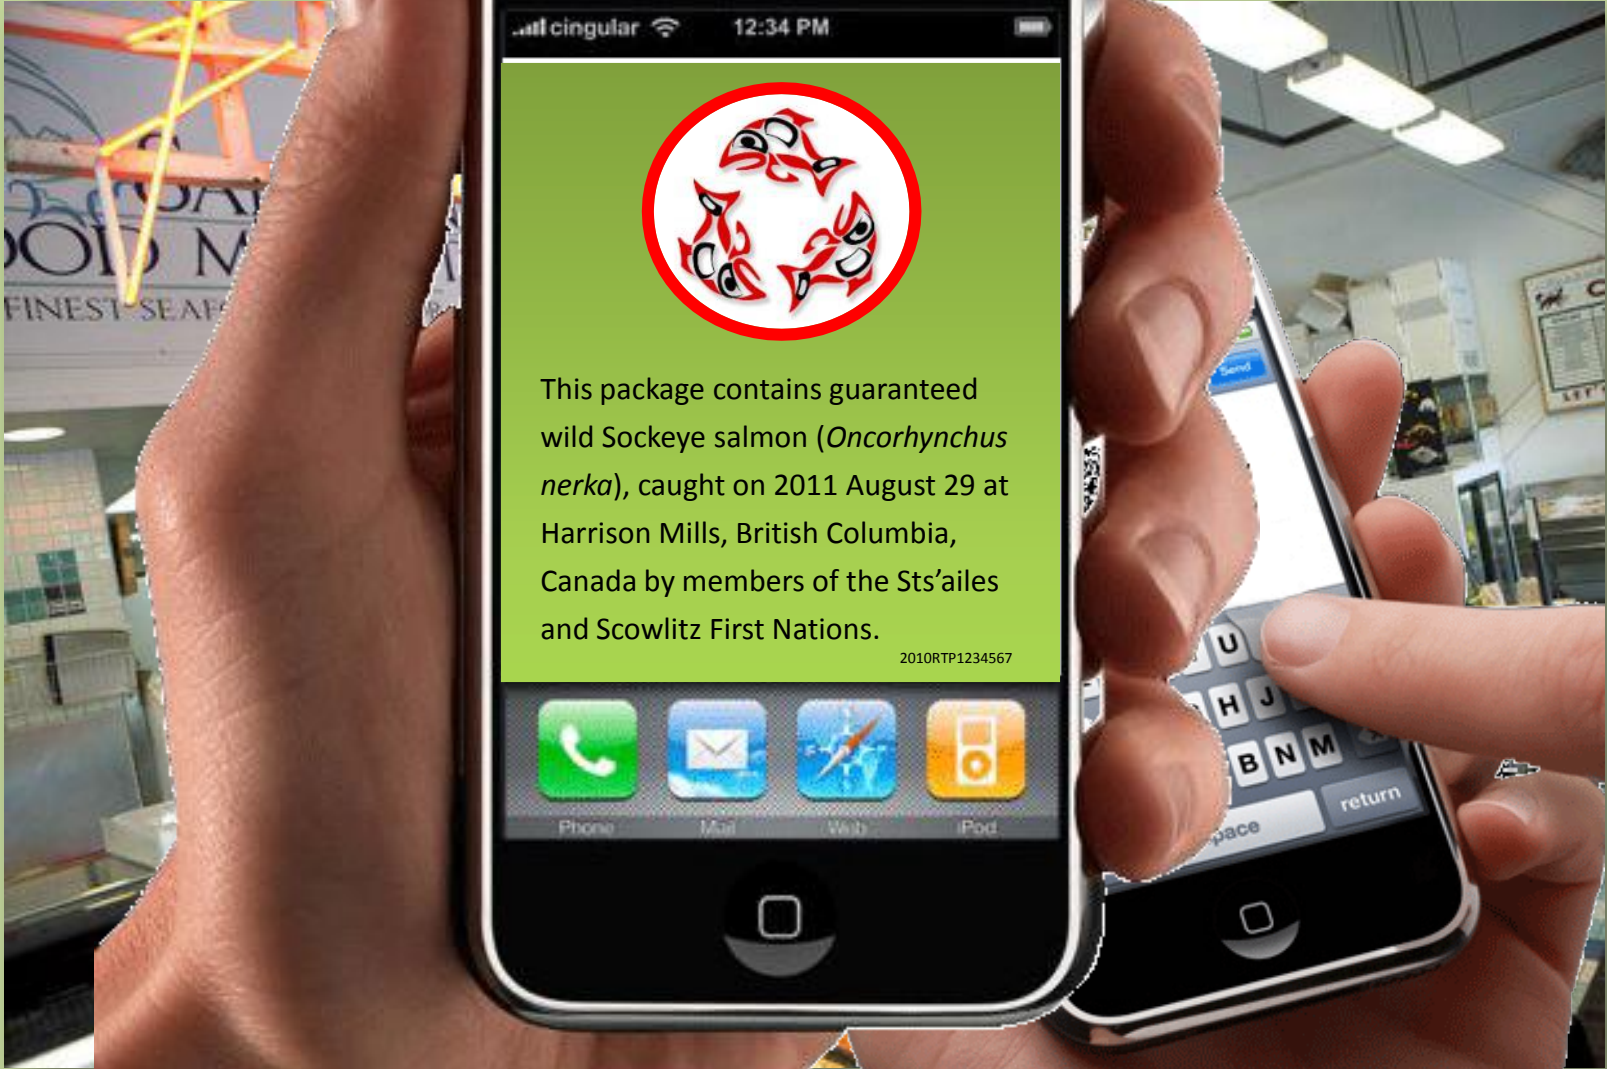 cingular 12:34 PM
This package contains guaranteed
wild Sockeye salmon (Oncorhynchus
nerka), caught on 2011 August 29 at
Harrison Mills, British Columbia,
Canada by members of the Sts’ailes
and Scowlitz First Nations.
2010RTP1234567
Phone Mail Web iPod
FINEST
Send
U
H J
B N M
return